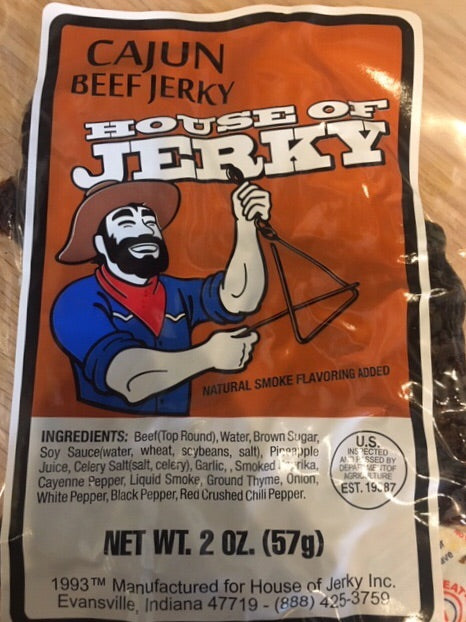 CAJUN
BEEF JERKY
HOUSE OF
JERKY
NATURAL SMOKE FLAVORING ADDED
INGREDIENTS: Beef(Top Round), Water, Brown Sugar,
Soy Sauce(water, wheat, soybeans, salt), Pineapple
Juice, Celery Salt(salt, celery), Garlic, , Smoked Paprika,
Cayenne Pepper, Liquid Smoke, Ground Thyme, Onion,
White Pepper, Black Pepper, Red Crushed Chili Pepper.
U.S.
INSPECTED
AND PASSED BY
DEPARTMENT OF
AGRICULTURE
EST. 19387
NET WT. 2 OZ. (57g)
1993™ Manufactured for House of Jerky Inc.
Evansville, Indiana 47719 - (888) 425-3759